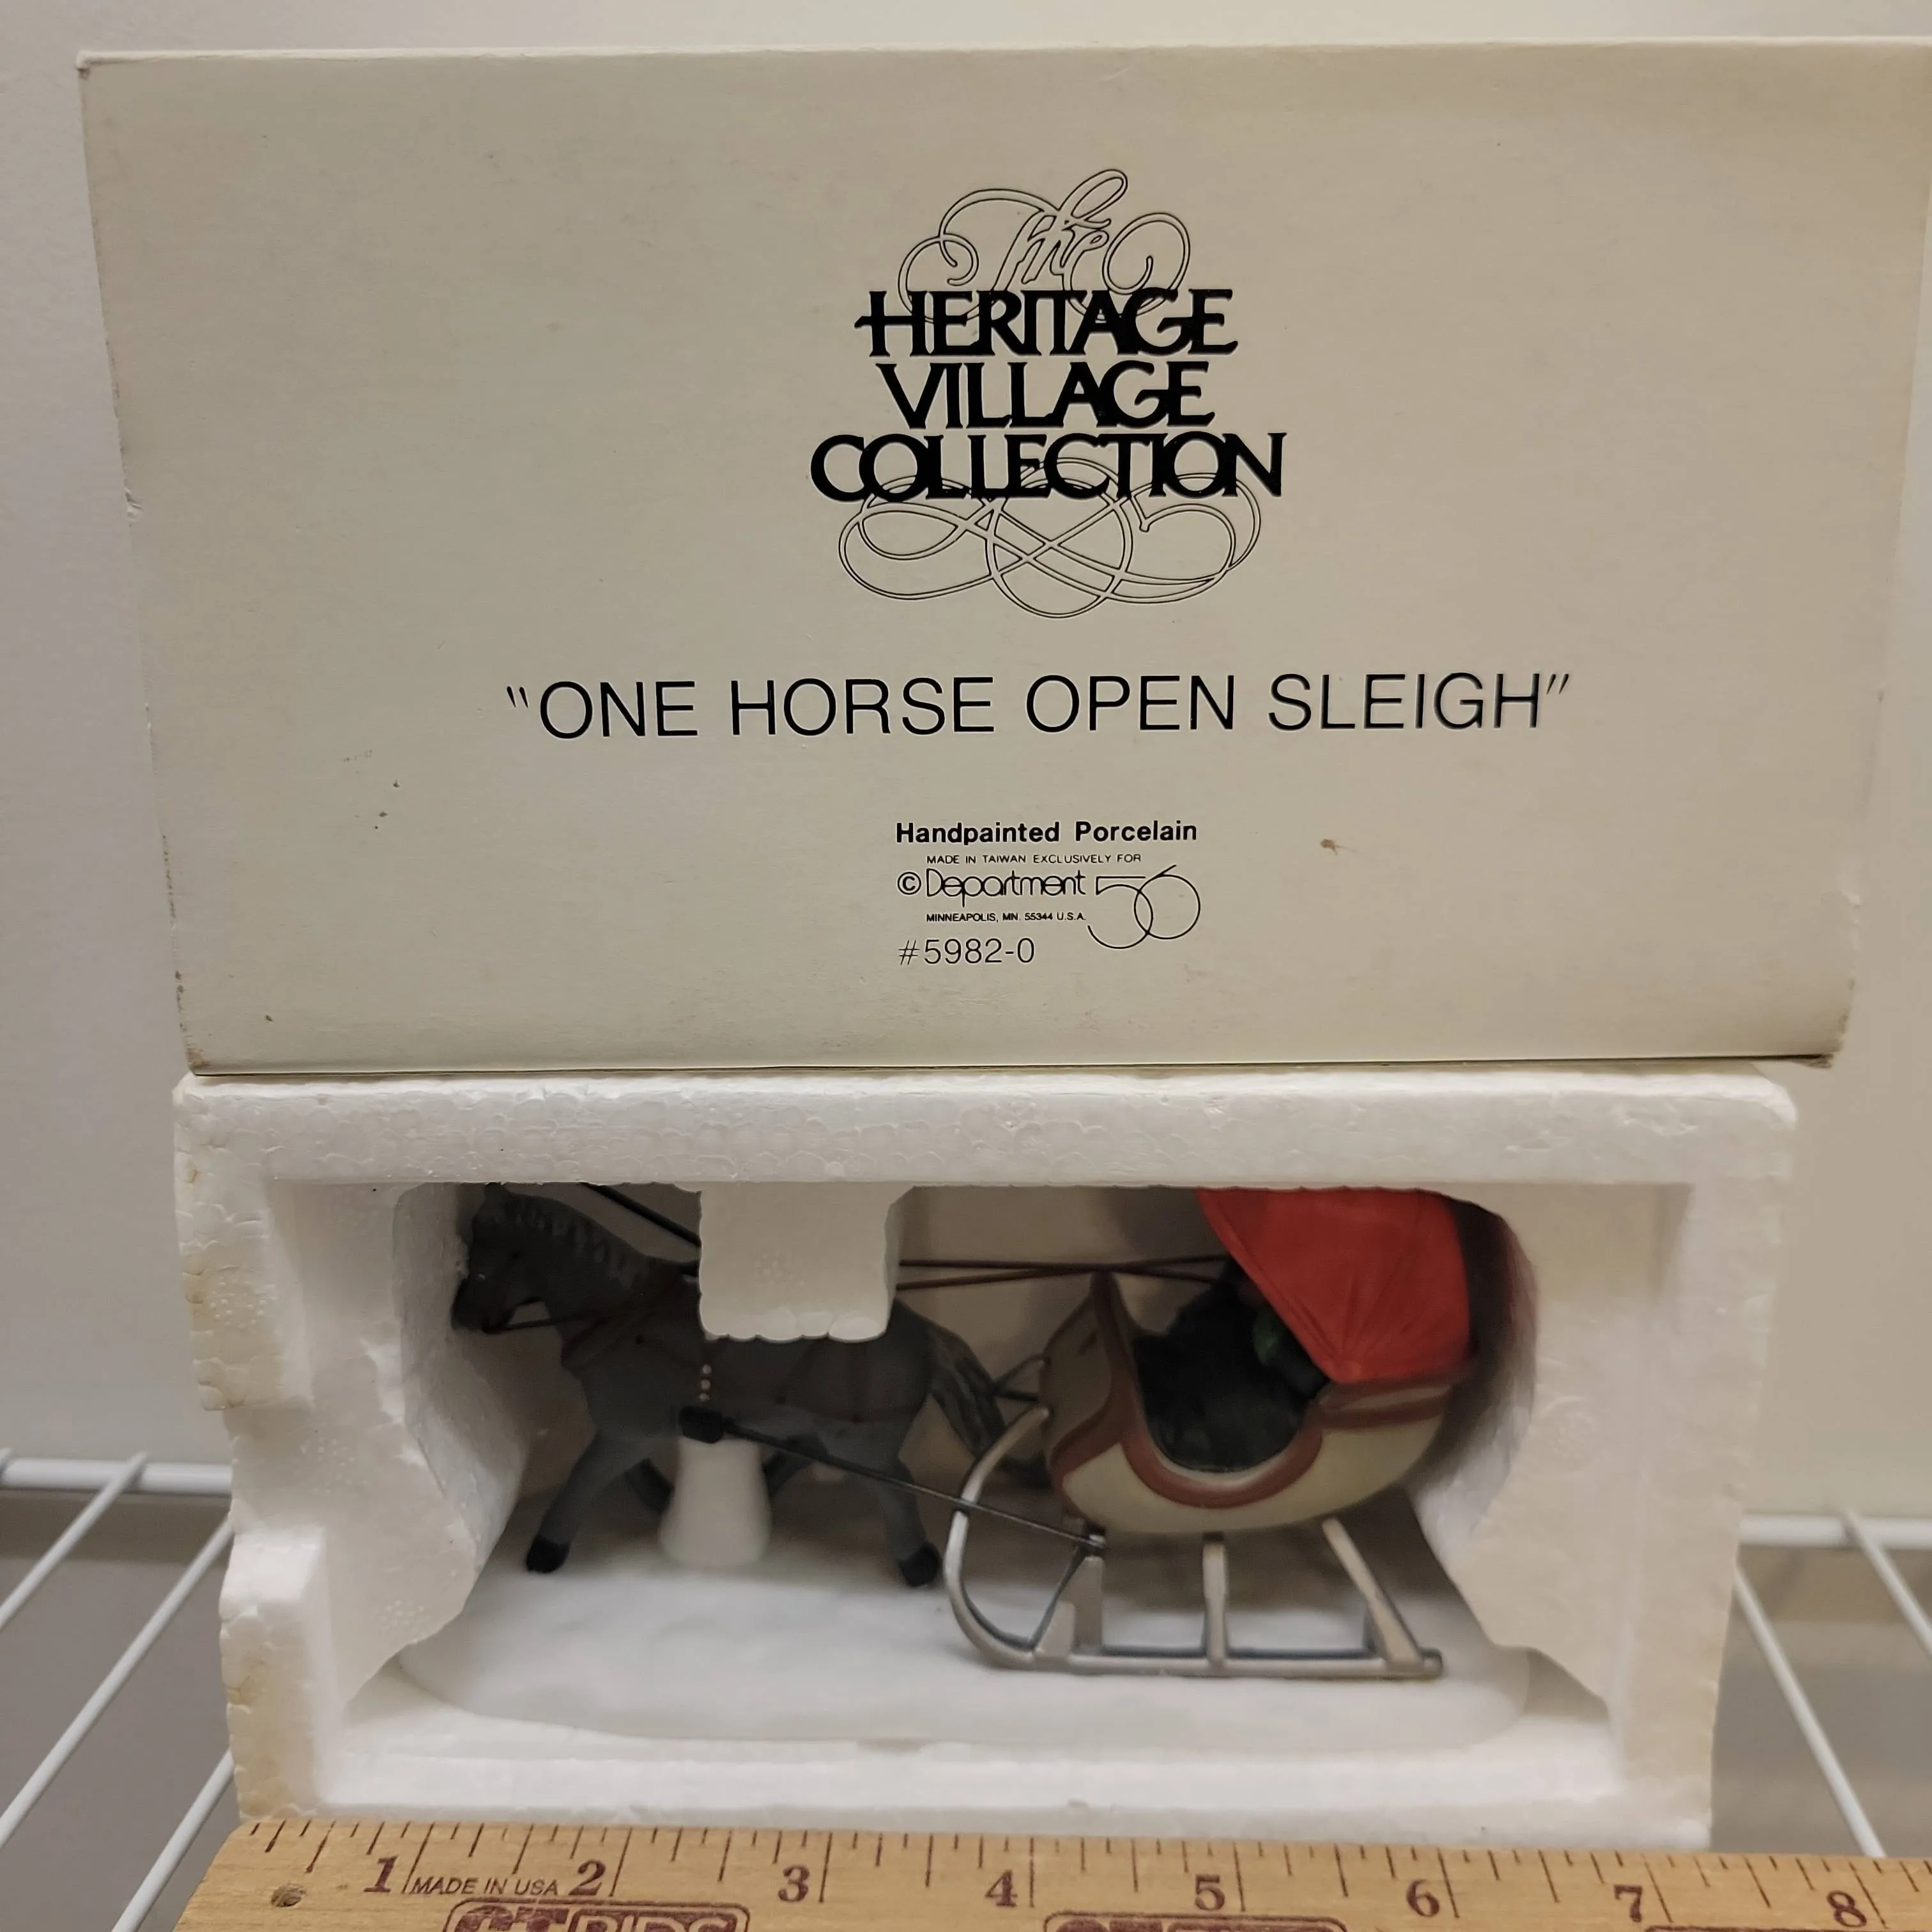 The
HERITAGE
VILLAGE
COLLECTION
"ONE HORSE OPEN SLEIGH"
Handpainted Porcelain
MADE IN TAIWAN EXCLUSIVELY FOR
© Department 56
MINNEAPOLIS, MN. 55344 U.S.A.
#5982-0
1 MADE IN USA 2 3 4 5 6 7 8